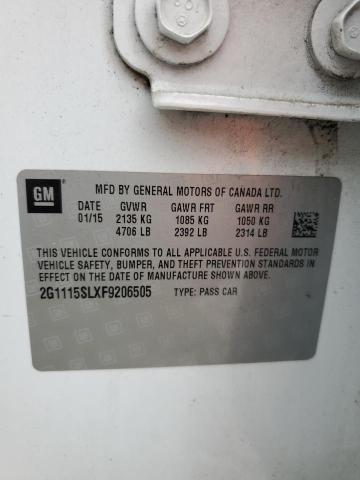 GM
MFD BY GENERAL MOTORS OF CANADA LTD.
DATE GVWR GAWR FRT GAWR RR
01/15 2135 KG 1085 KG 1050 KG
4706 LB 2392 LB 2314 LB
THIS VEHICLE CONFORMS TO ALL APPLICABLE U.S. FEDERAL MOTOR
VEHICLE SAFETY, BUMPER, AND THEFT PREVENTION STANDARDS IN
EFFECT ON THE DATE OF MANUFACTURE SHOWN ABOVE.
2G1115SLXF9206505 TYPE: PASS CAR